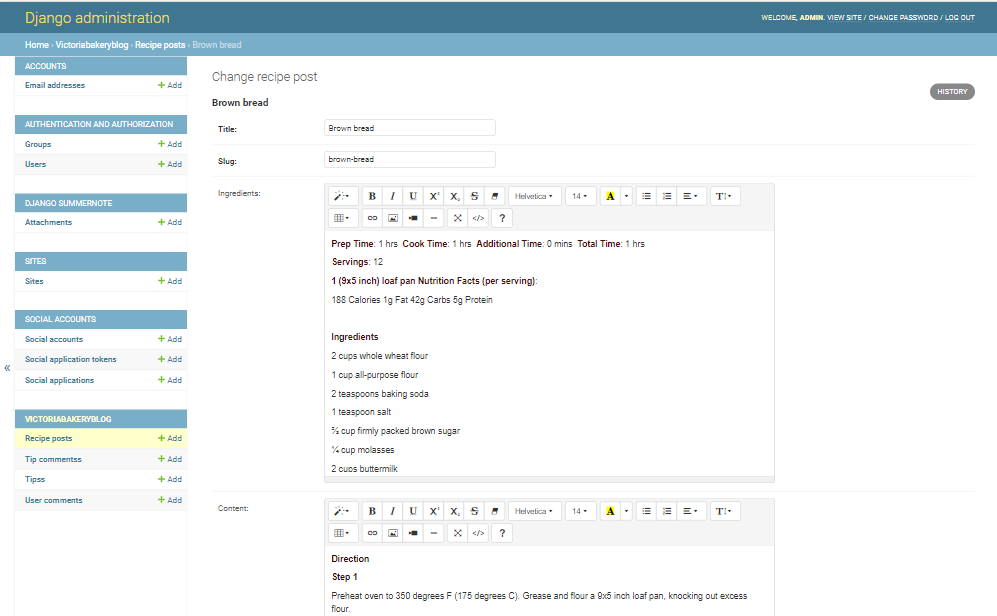 Django administration
WELCOME, ADMIN. VIEW SITE / CHANGE PASSWORD / LOG OUT
Home › Victoriabakeryblog › Recipe posts › Brown bread
«
ACCOUNTS
Email addresses + Add
AUTHENTICATION AND AUTHORIZATION
Groups + Add
Users + Add
DJANGO SUMMERNOTE
Attachments + Add
SITES
Sites + Add
SOCIAL ACCOUNTS
Social accounts + Add
Social application tokens + Add
Social applications + Add
VICTORIABAKERYBLOG
Recipe posts + Add
Tip commentss + Add
Tipss + Add
User comments + Add
Change recipe post
HISTORY
Brown bread
Title: Brown bread
Slug: brown-bread
Ingredients:
B I U X² X₂ S Helvetica 14 A T
</> ?
Prep Time: 1 hrs Cook Time: 1 hrs Additional Time: 0 mins Total Time: 1 hrs
Servings: 12
1 (9x5 inch) loaf pan Nutrition Facts (per serving):
188 Calories 1g Fat 42g Carbs 5g Protein
Ingredients
2 cups whole wheat flour
1 cup all-purpose flour
2 teaspoons baking soda
1 teaspoon salt
⅔ cup firmly packed brown sugar
¼ cup molasses
2 cups buttermilk
Content:
B I U X² X₂ S Helvetica 14 A T
</> ?
Direction
Step 1
Preheat oven to 350 degrees F (175 degrees C). Grease and flour a 9x5 inch loaf pan, knocking out excess
flour.